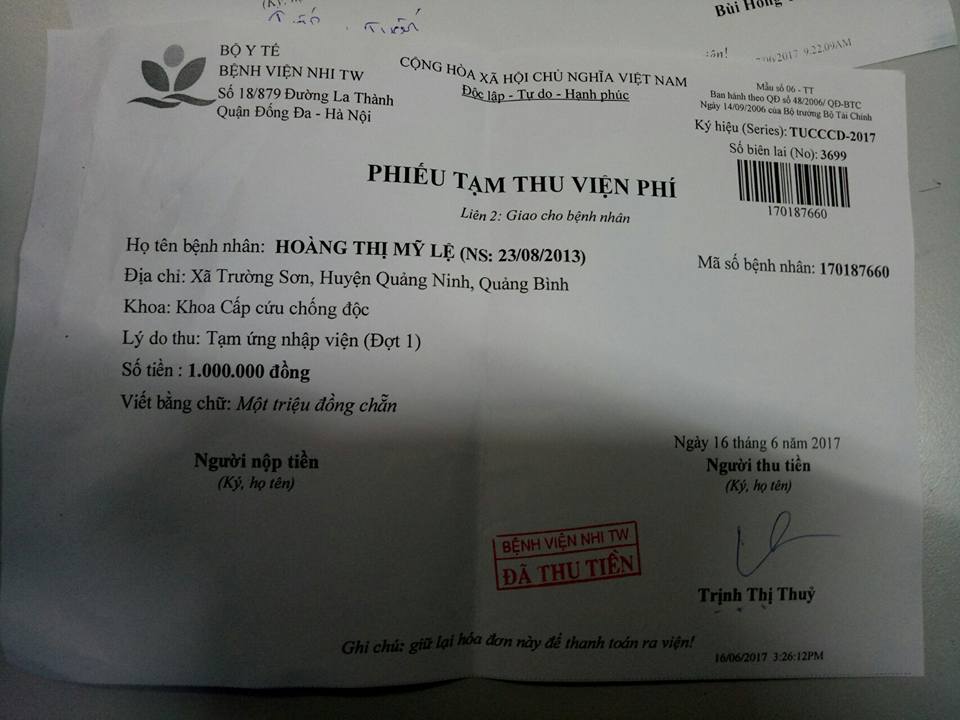 Bùi Hồng
7/06/2017 9:22:09AM
BỘ Y TẾ
BỆNH VIỆN NHI TW
Số 18/879 Đường La Thành
Quận Đống Đa - Hà Nội
CỘNG HÒA XÃ HỘI CHỦ NGHĨA VIỆT NAM
Độc lập - Tự do - Hạnh phúc
Mẫu số 06 - TT
Ban hành theo QĐ số 48/2006/ QĐ-BTC
Ngày 14/09/2006 của Bộ trưởng Bộ Tài Chính
Ký hiệu (Series): TUCCCD-2017
Số biên lai (No): 3699
170187660
PHIẾU TẠM THU VIỆN PHÍ
Liên 2: Giao cho bệnh nhân
Họ tên bệnh nhân: HOÀNG THỊ MỸ LỆ (NS: 23/08/2013)
Mã số bệnh nhân: 170187660
Địa chỉ: Xã Trường Sơn, Huyện Quảng Ninh, Quảng Bình
Khoa: Khoa Cấp cứu chống độc
Lý do thu: Tạm ứng nhập viện (Đợt 1)
Số tiền : 1.000.000 đồng
Viết bằng chữ: Một triệu đồng chẵn
Ngày 16 tháng 6 năm 2017
Người nộp tiền
(Ký, họ tên)
Người thu tiền
(Ký, họ tên)
BỆNH VIỆN NHI TW
ĐÃ THU TIỀN
Trịnh Thị Thuỷ
Ghi chú: giữ lại hóa đơn này để thanh toán ra viện!
16/06/2017 3:26:12PM